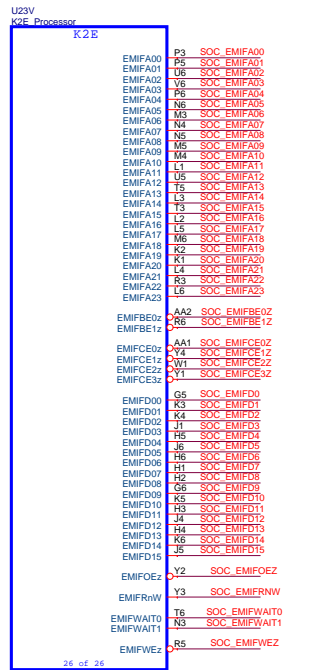 U23V
K2E_Processor
K2E
EMIFA00 P3 SOC_EMIFA00
EMIFA01 P5 SOC_EMIFA01
EMIFA02 U6 SOC_EMIFA02
EMIFA03 V6 SOC_EMIFA03
EMIFA04 P6 SOC_EMIFA04
EMIFA05 N6 SOC_EMIFA05
EMIFA06 M3 SOC_EMIFA06
EMIFA07 N4 SOC_EMIFA07
EMIFA08 N5 SOC_EMIFA08
EMIFA09 M5 SOC_EMIFA09
EMIFA10 M4 SOC_EMIFA10
EMIFA11 L1 SOC_EMIFA11
EMIFA12 U5 SOC_EMIFA12
EMIFA13 T5 SOC_EMIFA13
EMIFA14 L3 SOC_EMIFA14
EMIFA15 T3 SOC_EMIFA15
EMIFA16 L2 SOC_EMIFA16
EMIFA17 L5 SOC_EMIFA17
EMIFA18 M6 SOC_EMIFA18
EMIFA19 K2 SOC_EMIFA19
EMIFA20 K1 SOC_EMIFA20
EMIFA21 L4 SOC_EMIFA21
EMIFA22 R3 SOC_EMIFA22
EMIFA23 L6 SOC_EMIFA23
EMIFBE0z AA2 SOC_EMIFBE0Z
EMIFBE1z R6 SOC_EMIFBE1Z
EMIFCE0z AA1 SOC_EMIFCE0Z
EMIFCE1z Y4 SOC_EMIFCE1Z
EMIFCE2z W1 SOC_EMIFCE2Z
EMIFCE3z Y1 SOC_EMIFCE3Z
EMIFD00 G5 SOC_EMIFD0
EMIFD01 K3 SOC_EMIFD1
EMIFD02 K4 SOC_EMIFD2
EMIFD03 J1 SOC_EMIFD3
EMIFD04 H5 SOC_EMIFD4
EMIFD05 J6 SOC_EMIFD5
EMIFD06 H6 SOC_EMIFD6
EMIFD07 H1 SOC_EMIFD7
EMIFD08 H2 SOC_EMIFD8
EMIFD09 G6 SOC_EMIFD9
EMIFD10 K5 SOC_EMIFD10
EMIFD11 H3 SOC_EMIFD11
EMIFD12 J4 SOC_EMIFD12
EMIFD13 H4 SOC_EMIFD13
EMIFD14 K6 SOC_EMIFD14
EMIFD15 J5 SOC_EMIFD15
EMIFOEz Y2 SOC_EMIFOEZ
EMIFRnW Y3 SOC_EMIFRNW
EMIFWAIT0 T6 SOC_EMIFWAIT0
EMIFWAIT1 N3 SOC_EMIFWAIT1
EMIFWEz R5 SOC_EMIFWEZ
26 of 26